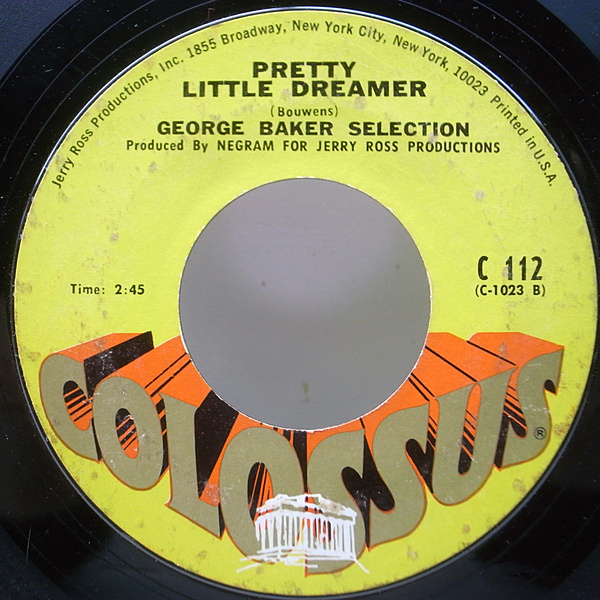 Jerry Ross Productions, Inc. 1855 Broadway, New York City, New York, 10023 Printed in U.S.A.
PRETTY
LITTLE DREAMER
(Bouwens)
GEORGE BAKER SELECTION
Produced By NEGRAM FOR JERRY ROSS PRODUCTIONS
C 112
Time: 2:45
(C-1023 B)
COLOSSUS
®